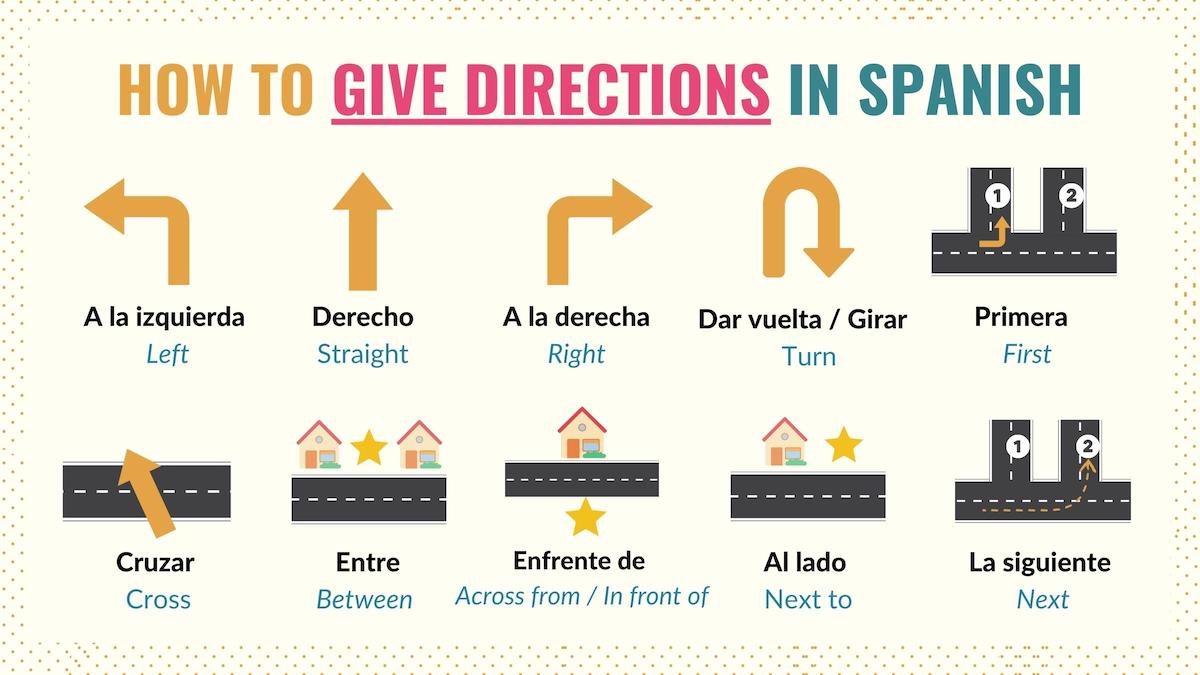 HOW TO GIVE DIRECTIONS IN SPANISH
1 2
A la izquierda
Left
Derecho
Straight
A la derecha
Right
Dar vuelta / Girar
Turn
Primera
First
1 2
Cruzar
Cross
Entre
Between
Enfrente de
Across from / In front of
Al lado
Next to
La siguiente
Next